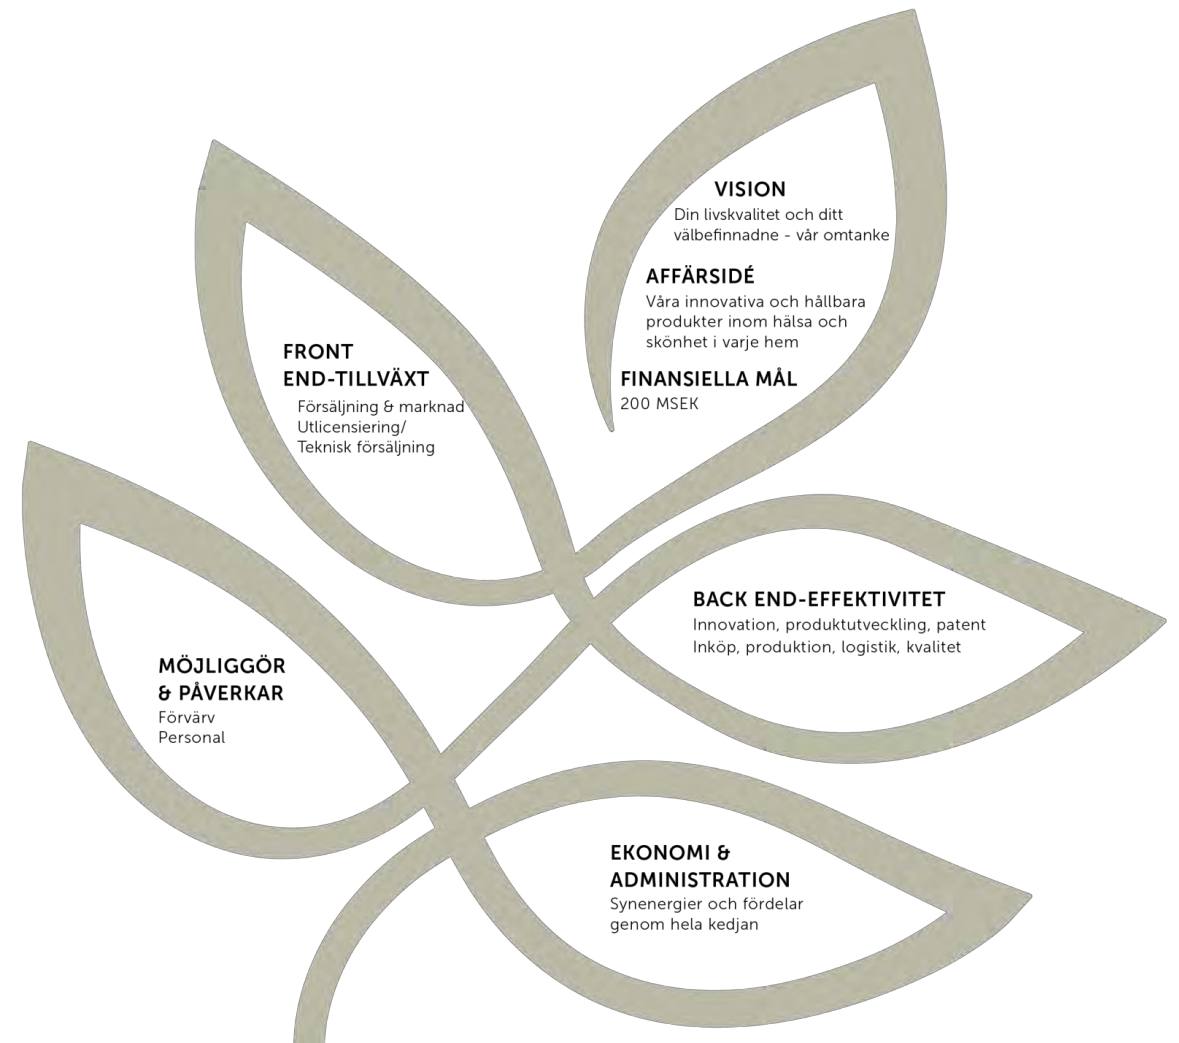 VISION
Din livskvalitet och ditt
välbefinnadne - vår omtanke
AFFÄRSIDÉ
Våra innovativa och hållbara
produkter inom hälsa och
skönhet i varje hem
FINANSIELLA MÅL
200 MSEK
FRONT
END-TILLVÄXT
Försäljning & marknad
Utlicensiering/
Teknisk försäljning
BACK END-EFFEKTIVITET
Innovation, produktutveckling, patent
Inköp, produktion, logistik, kvalitet
MÖJLIGGÖR
& PÅVERKAR
Förvärv
Personal
EKONOMI &
ADMINISTRATION
Synenergier och fördelar
genom hela kedjan